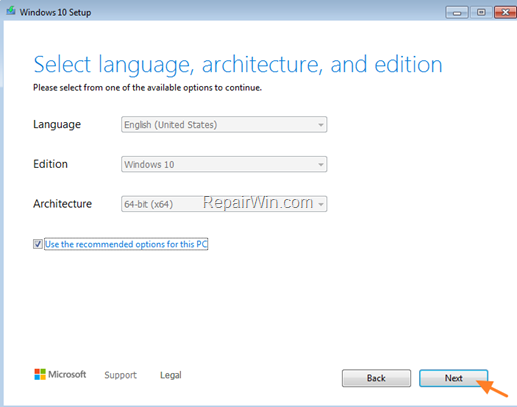 Windows 10 Setup
Select language, architecture, and edition
Please select from one of the available options to continue.
Language
English (United States)
Edition
Windows 10
Architecture
64-bit (x64)
RepairWin.com
Use the recommended options for this PC
Microsoft
Support
Legal
Back
Next